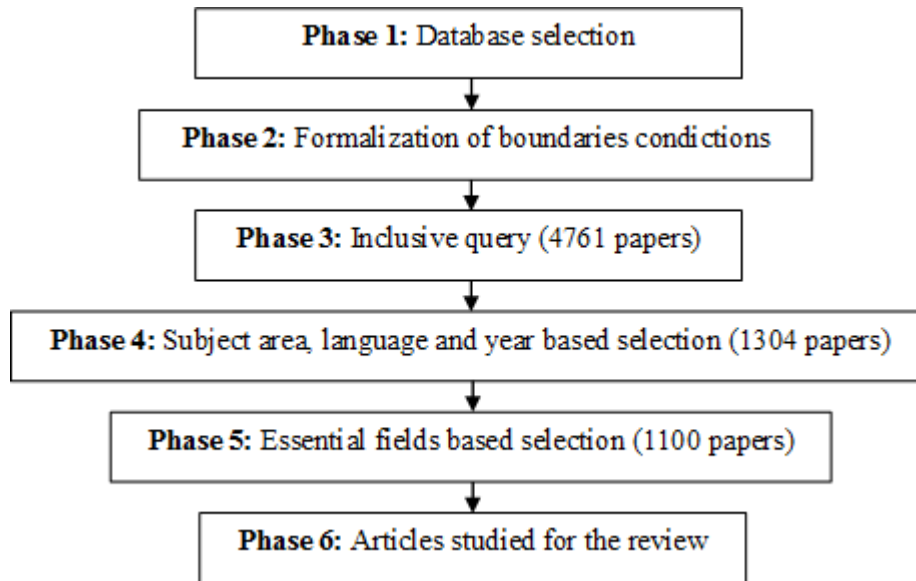 Phase 1: Database selection
Phase 2: Formalization of boundaries condictions
Phase 3: Inclusive query (4761 papers)
Phase 4: Subject area, language and year based selection (1304 papers)
Phase 5: Essential fields based selection (1100 papers)
Phase 6: Articles studied for the review